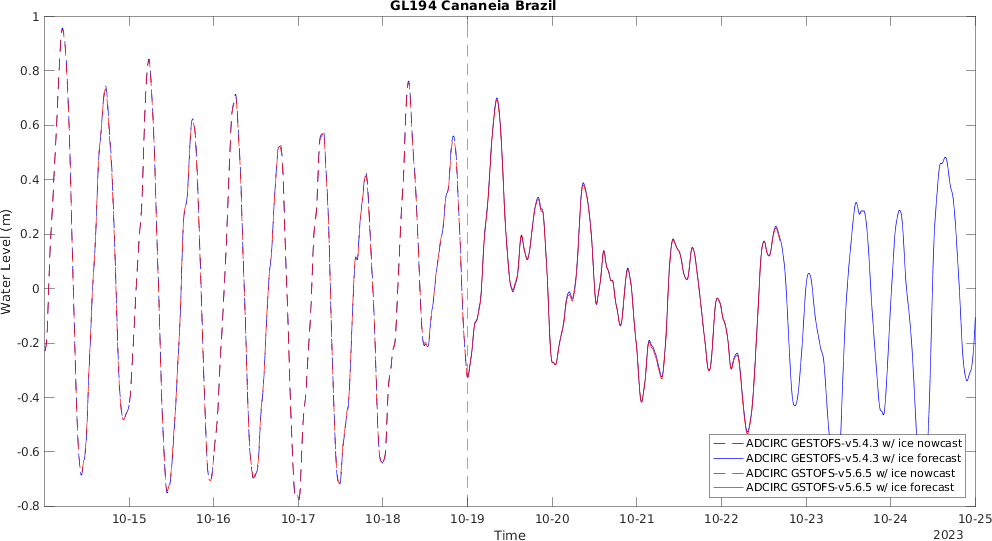 GL194 Cananeia Brazil
Water Level (m)
1
0.8
0.6
0.4
0.2
0
-0.2
-0.4
-0.6
-0.8
ADCIRC GESTOFS-v5.4.3 w/ ice nowcast
ADCIRC GESTOFS-v5.4.3 w/ ice forecast
ADCIRC GSTOFS-v5.6.5 w/ ice nowcast
ADCIRC GSTOFS-v5.6.5 w/ ice forecast
10-15 10-16 10-17 10-18 10-19 10-20 10-21 10-22 10-23 10-24 10-25
Time
2023